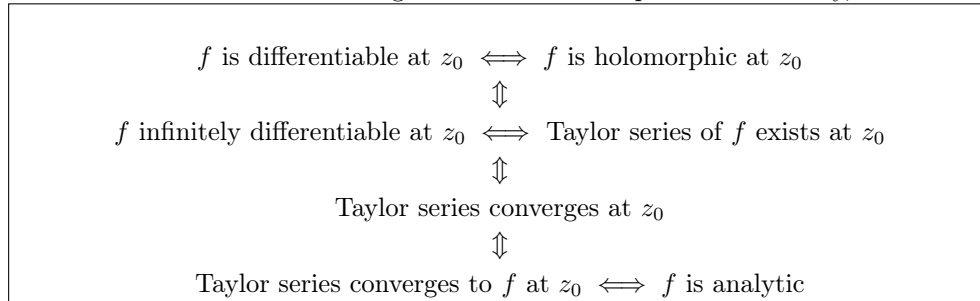 f is differentiable at z₀ ⟺ f is holomorphic at z₀
⇕
f infinitely differentiable at z₀ ⟺ Taylor series of f exists at z₀
⇕
Taylor series converges at z₀
⇕
Taylor series converges to f at z₀ ⟺ f is analytic